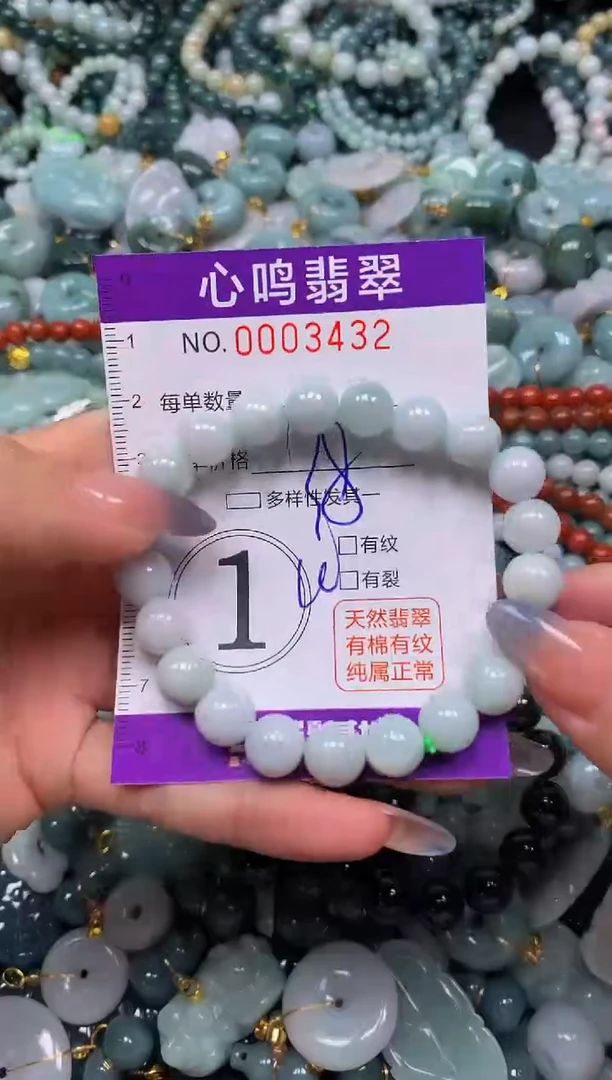 心鸣翡翠
NO. 0003432
每单数量
价格
多样性发其一
有纹
有裂
1
天然翡翠
有棉有纹
纯属正常
1
2
7
8